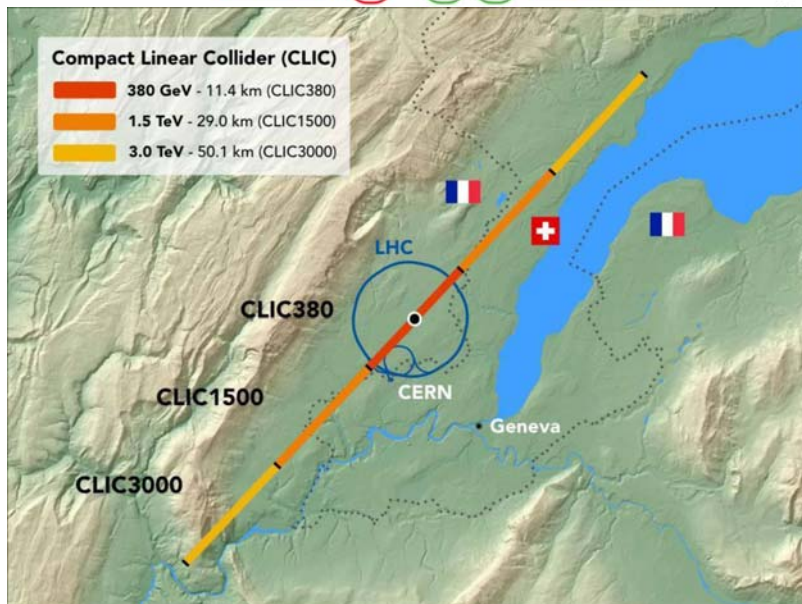 Compact Linear Collider (CLIC)
380 GeV - 11.4 km (CLIC380)
1.5 TeV - 29.0 km (CLIC1500)
3.0 TeV - 50.1 km (CLIC3000)
LHC
CLIC380
CLIC1500
CERN
Geneva
CLIC3000